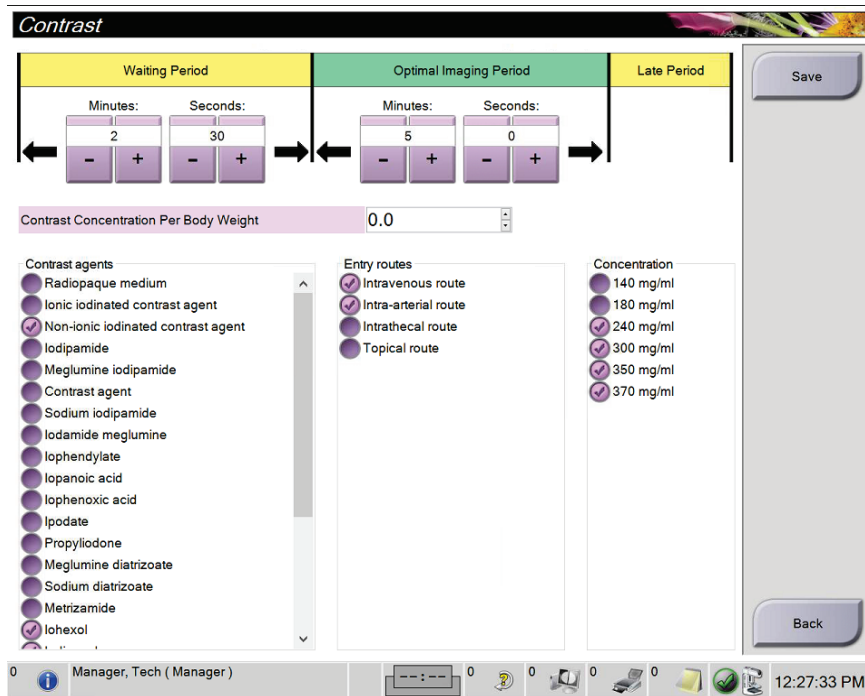 Contrast
Waiting Period
Optimal Imaging Period
Late Period
Save
Minutes:
Seconds:
Minutes:
Seconds:
2
30
5
0
-
+
-
+
-
+
-
+
Contrast Concentration Per Body Weight
0.0
Contrast agents
Radiopaque medium
Ionic iodinated contrast agent
Non-ionic iodinated contrast agent
Iodipamide
Meglumine iodipamide
Contrast agent
Sodium iodipamide
Iodamide meglumine
Iophendylate
Iopanoic acid
Iophenoxic acid
Ipodate
Propyliodone
Meglumine diatrizoate
Sodium diatrizoate
Metrizamide
Iohexol
Entry routes
Intravenous route
Intra-arterial route
Intrathecal route
Topical route
Concentration
140 mg/ml
180 mg/ml
240 mg/ml
300 mg/ml
350 mg/ml
370 mg/ml
Back
0
Manager, Tech ( Manager )
--:--
0
0
0
0
12:27:33 PM